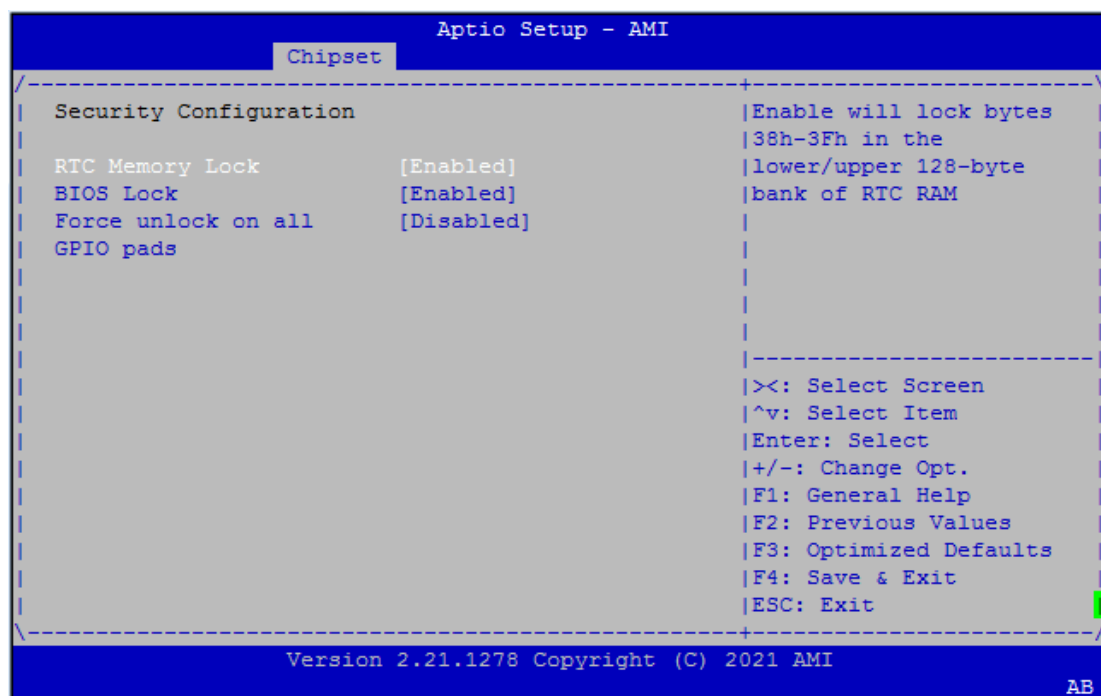 Aptio Setup - AMI
Chipset
Security Configuration
RTC Memory Lock [Enabled]
BIOS Lock [Enabled]
Force unlock on all [Disabled]
GPIO pads
Enable will lock bytes
38h-3Fh in the
lower/upper 128-byte
bank of RTC RAM
><: Select Screen
^v: Select Item
Enter: Select
+/-: Change Opt.
F1: General Help
F2: Previous Values
F3: Optimized Defaults
F4: Save & Exit
ESC: Exit
Version 2.21.1278 Copyright (C) 2021 AMI
AB